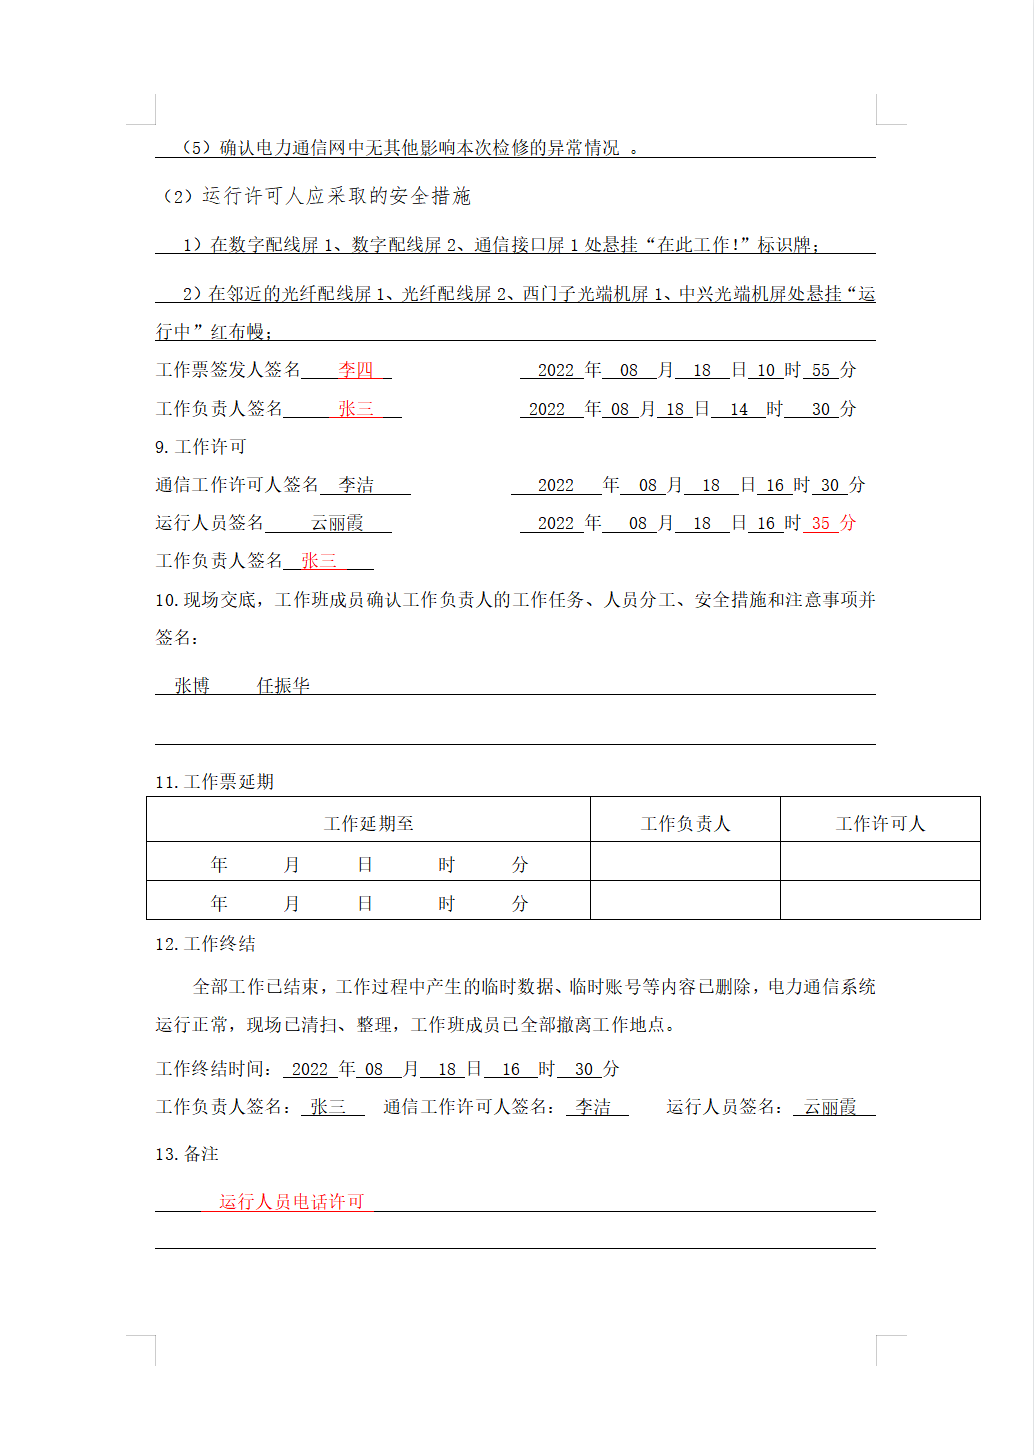 （5）确认电力通信网中无其他影响本次检修的异常情况 。
（2）运行许可人应采取的安全措施
1）在数字配线屏 1、数字配线屏 2、通信接口屏 1 处悬挂“在此工作！”标识牌；
2）在邻近的光纤配线屏 1、光纤配线屏 2、西门子光端机屏 1、中兴光端机屏处悬挂“运
行中”红布幔；
工作票签发人签名 李四 2022 年 08 月 18 日 10 时 55 分
工作负责人签名 张三 2022 年 08 月 18 日 14 时 30 分
9.工作许可
通信工作许可人签名 李洁 2022 年 08 月 18 日 16 时 30 分
运行人员签名 云丽霞 2022 年 08 月 18 日 16 时 35 分
工作负责人签名 张三
10.现场交底，工作班成员确认工作负责人的工作任务、人员分工、安全措施和注意事项并
签名：
张博 任振华
11.工作票延期
工作延期至 工作负责人 工作许可人
年 月 日 时 分
年 月 日 时 分
12.工作终结
全部工作已结束，工作过程中产生的临时数据、临时账号等内容已删除，电力通信系统
运行正常，现场已清扫、整理，工作班成员已全部撤离工作地点。
工作终结时间： 2022 年 08 月 18 日 16 时 30 分
工作负责人签名： 张三 通信工作许可人签名： 李洁 运行人员签名： 云丽霞
13.备注
运行人员电话许可